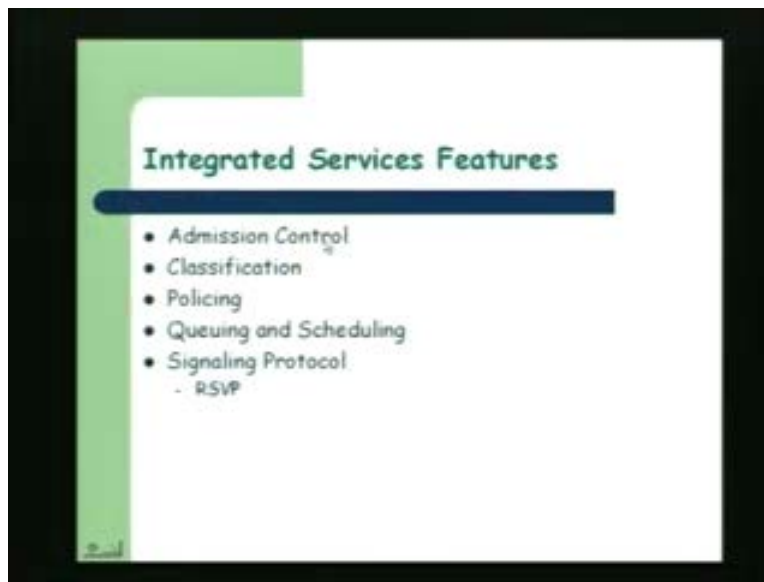 Integrated Services Features
• Admission Control
• Classification
• Policing
• Queuing and Scheduling
• Signaling Protocol
- RSVP